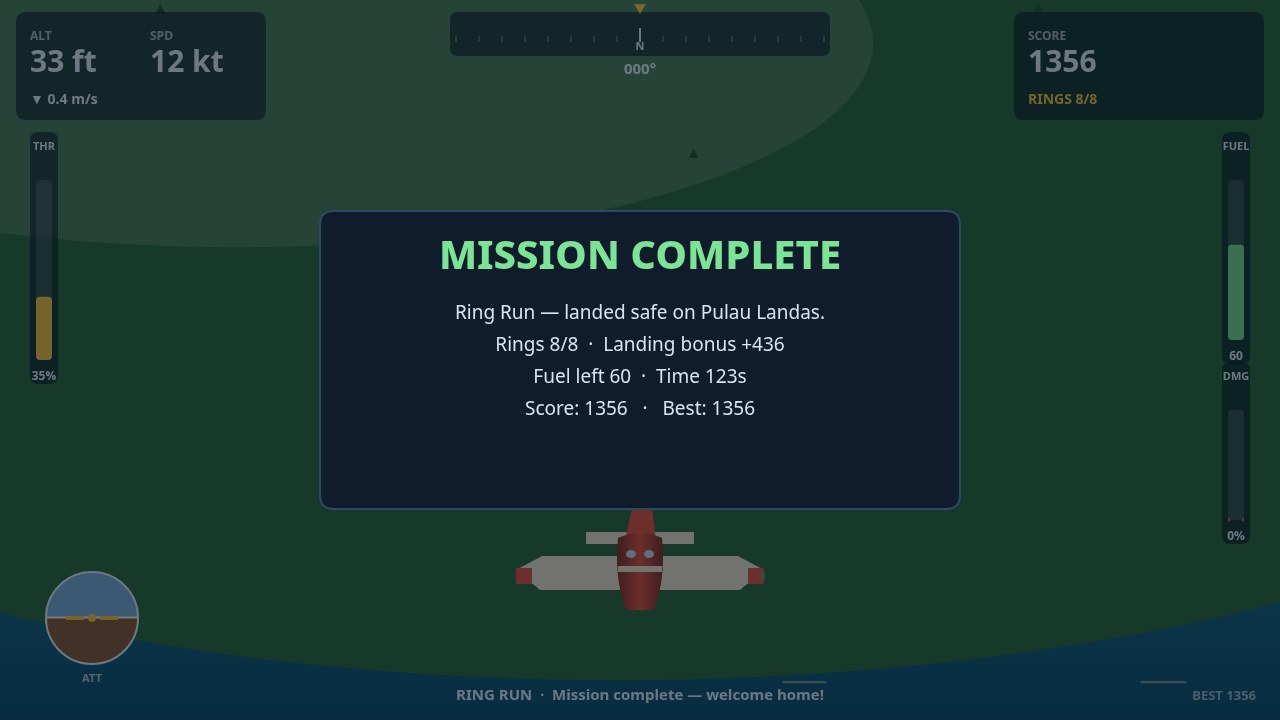 ALT
33 ft
SPD
12 kt
▼ 0.4 m/s
N
000°
SCORE
1356
RINGS 8/8
THR
35%
FUEL
60
DMG
0%
MISSION COMPLETE
Ring Run — landed safe on Pulau Landas.
Rings 8/8 · Landing bonus +436
Fuel left 60 · Time 123s
Score: 1356 · Best: 1356
ATT
RING RUN · Mission complete — welcome home!
BEST 1356